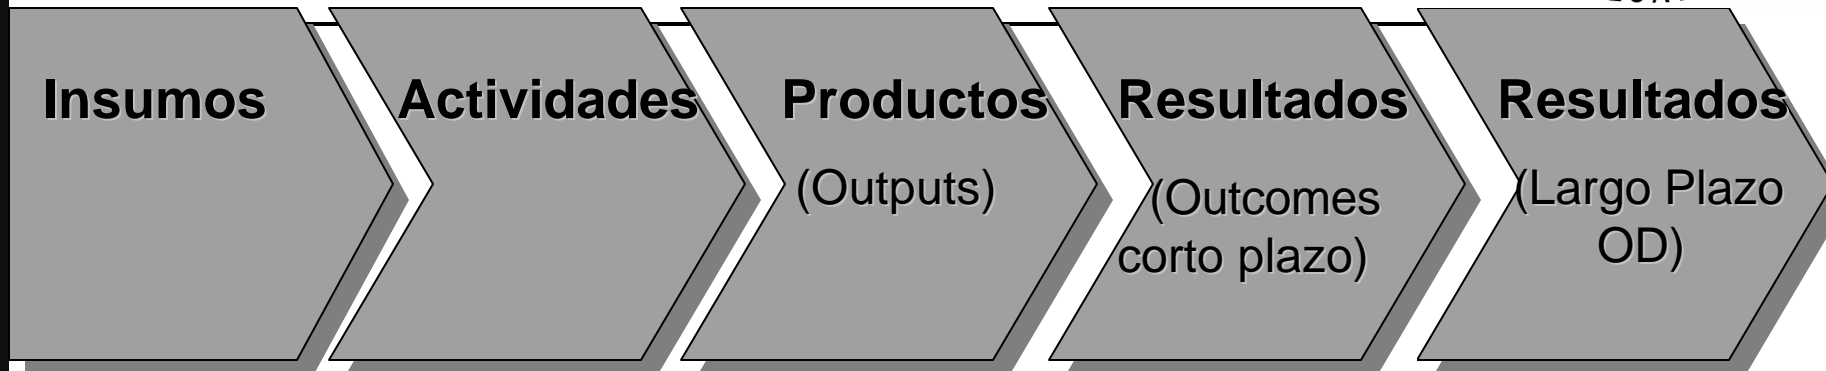 Insumos
Actividades
Productos
(Outputs)
Resultados
(Outcomes
corto plazo)
Resultados
(Largo Plazo
OD)